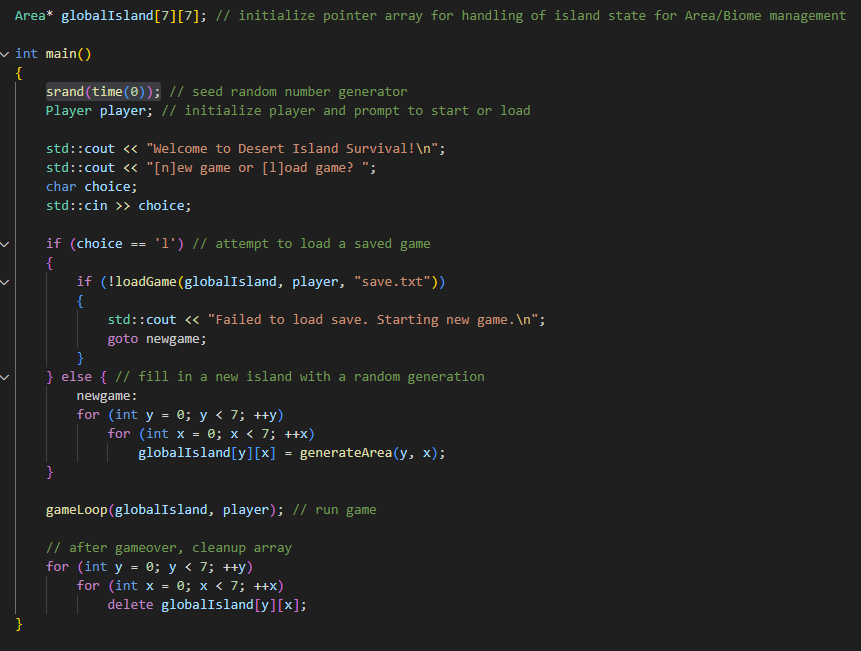 Area* globalIsland[7][7]; // initialize pointer array for handling of island state for Area/Biome management
int main()
{
srand(time(0)); // seed random number generator
Player player; // initialize player and prompt to start or load
std::cout << "Welcome to Desert Island Survival!\n";
std::cout << "[n]ew game or [l]oad game? ";
char choice;
std::cin >> choice;
if (choice == 'l') // attempt to load a saved game
{
if (!loadGame(globalIsland, player, "save.txt"))
{
std::cout << "Failed to load save. Starting new game.\n";
goto newgame;
}
} else { // fill in a new island with a random generation
newgame:
for (int y = 0; y < 7; ++y)
for (int x = 0; x < 7; ++x)
globalIsland[y][x] = generateArea(y, x);
}
gameLoop(globalIsland, player); // run game
// after gameover, cleanup array
for (int y = 0; y < 7; ++y)
for (int x = 0; x < 7; ++x)
delete globalIsland[y][x];
}